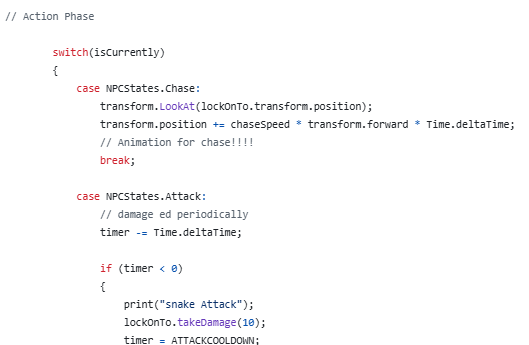 // Action Phase
switch(isCurrently)
{
case NPCStates.Chase:
transform.LookAt(lockOnTo.transform.position);
transform.position += chaseSpeed * transform.forward * Time.deltaTime;
// Animation for chase!!!!
break;
case NPCStates.Attack:
// damage ed periodically
timer -= Time.deltaTime;
if (timer < 0)
{
print("snake Attack");
lockOnTo.takeDamage(10);
timer = ATTACKCOOLDOWN;